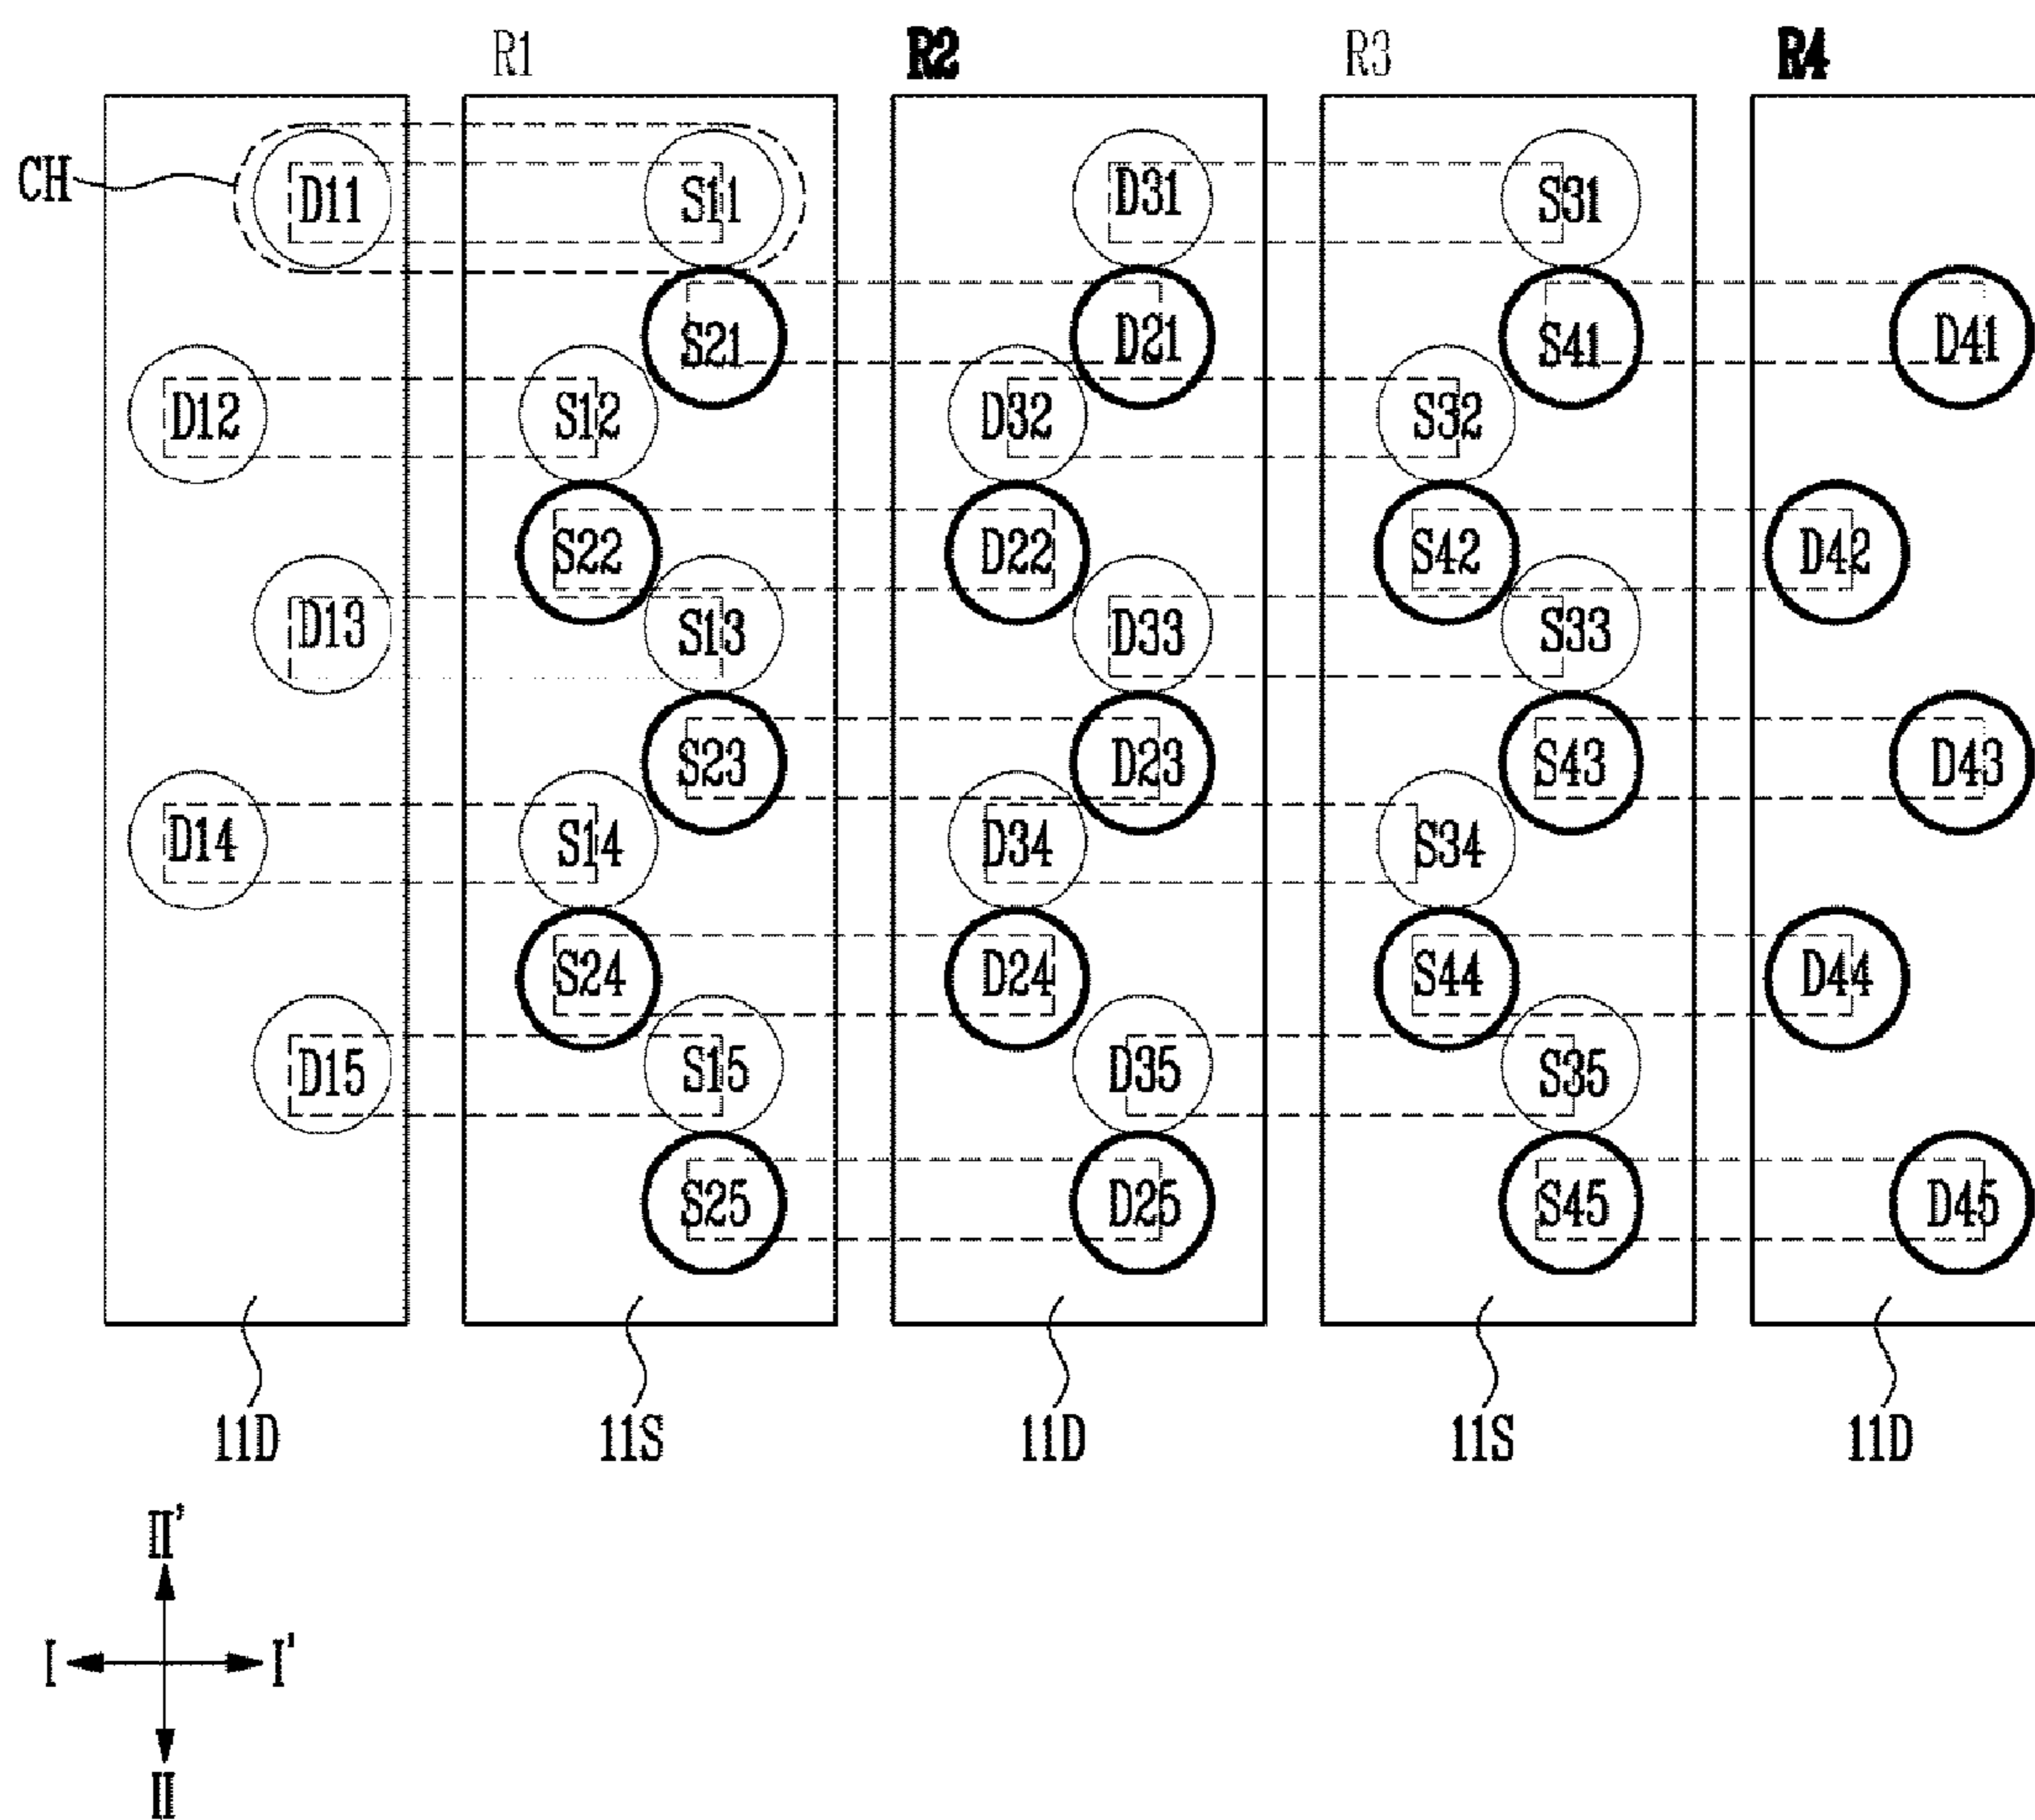 R1 R2 R3 R4
CH D11 S11 D31 S31
S21 D21 S41 D41
D12 S12 D32 S32
S22 D22 S42 D42
D13 S13 D33 S33
S23 D23 S43 D43
D14 S14 D34 S34
S24 D24 S44 D44
D15 S15 D35 S35
S25 D25 S45 D45
11D 11S 11D 11S 11D
II'
I I'
II